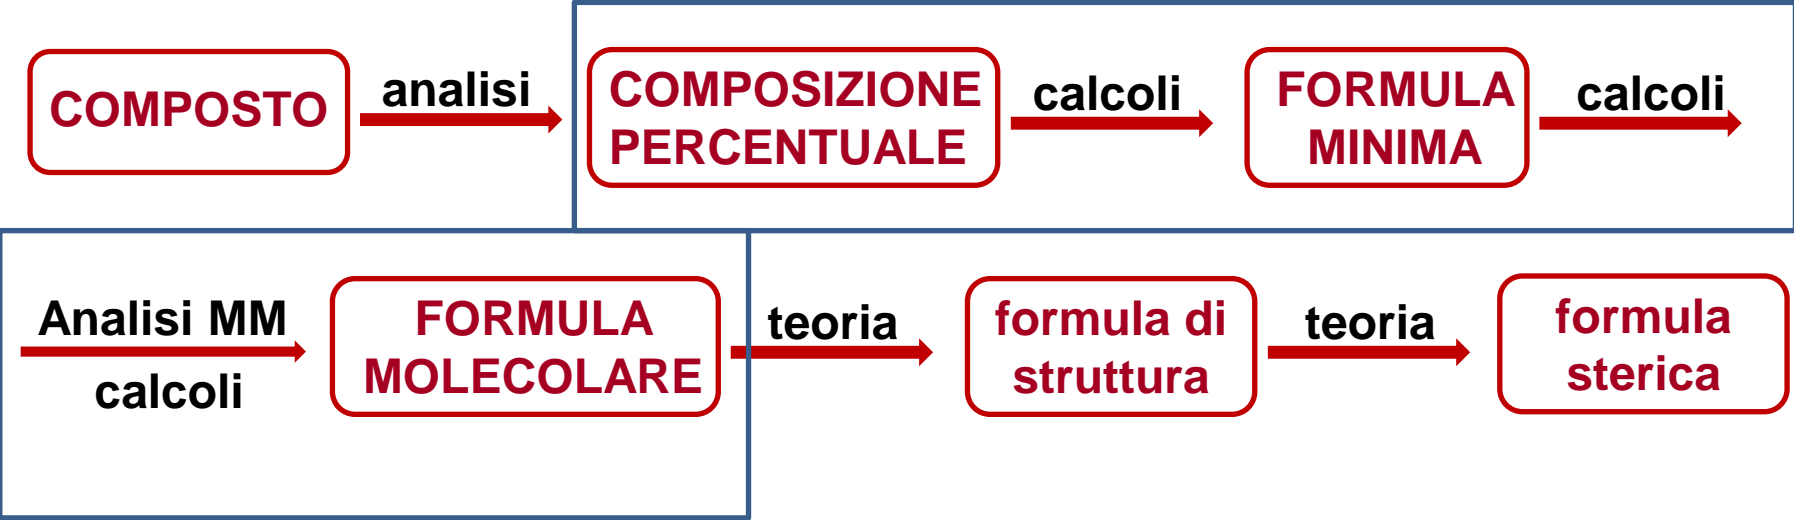 COMPOSTO
analisi
COMPOSIZIONE
PERCENTUALE
calcoli
FORMULA
MINIMA
calcoli
Analisi MM
calcoli
FORMULA
MOLECOLARE
teoria
formula di
struttura
teoria
formula
sterica